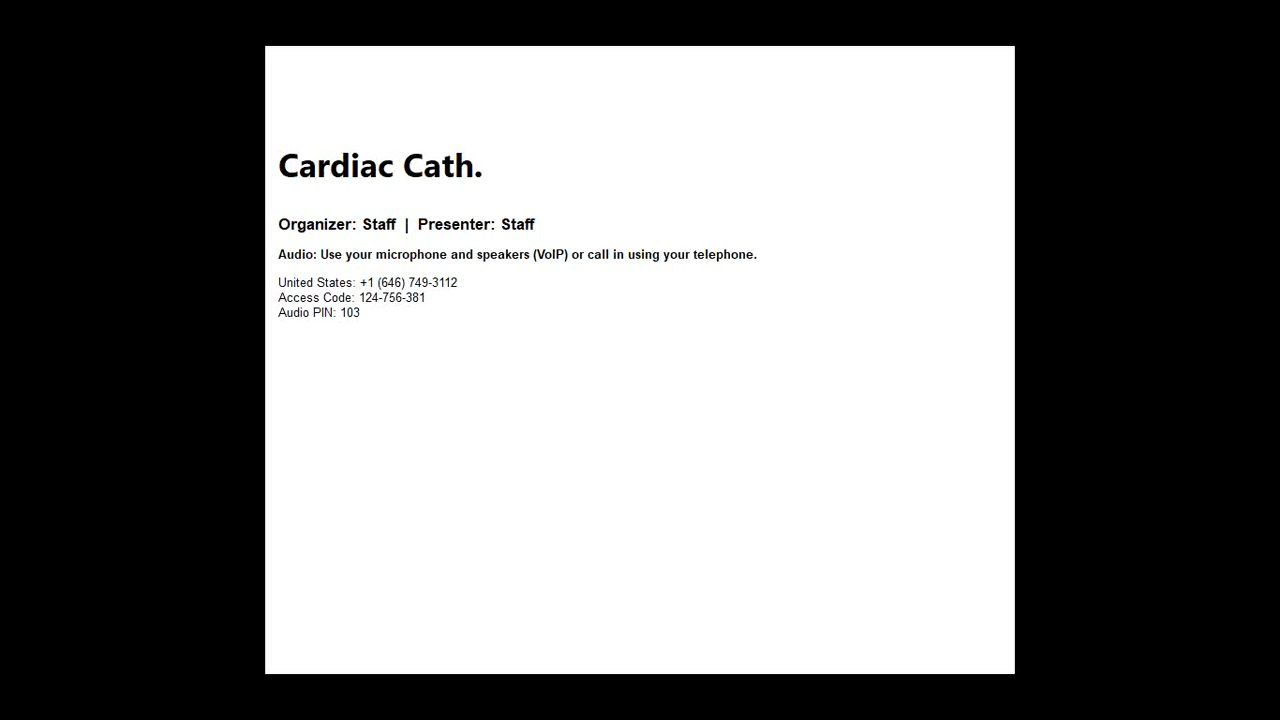 Cardiac Cath.
Organizer: Staff | Presenter: Staff
Audio: Use your microphone and speakers (VoIP) or call in using your telephone.
United States: +1 (646) 749-3112
Access Code: 124-756-381
Audio PIN: 103